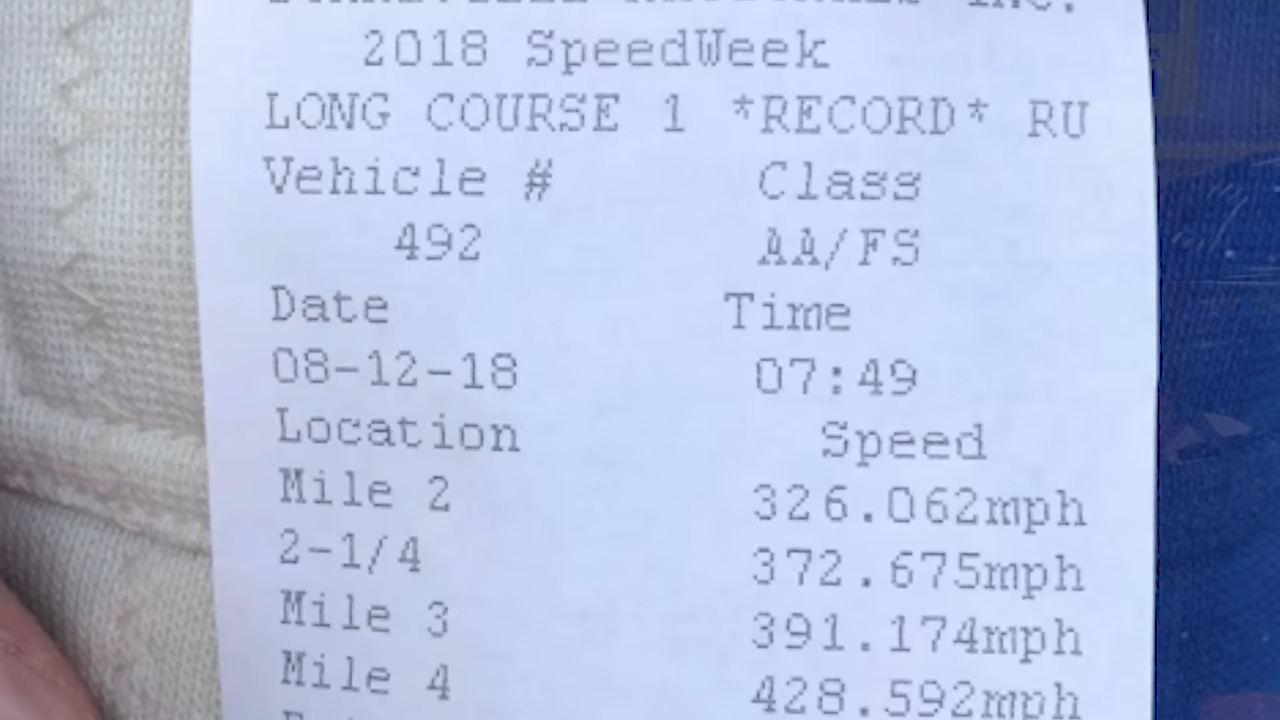 INC.
2018 SpeedWeek
LONG COURSE 1 *RECORD* RU
Vehicle # Class
492 AA/FS
Date Time
08-12-18 07:49
Location Speed
Mile 2 326.062mph
2-1/4 372.675mph
Mile 3 391.174mph
Mile 4 428.592mph